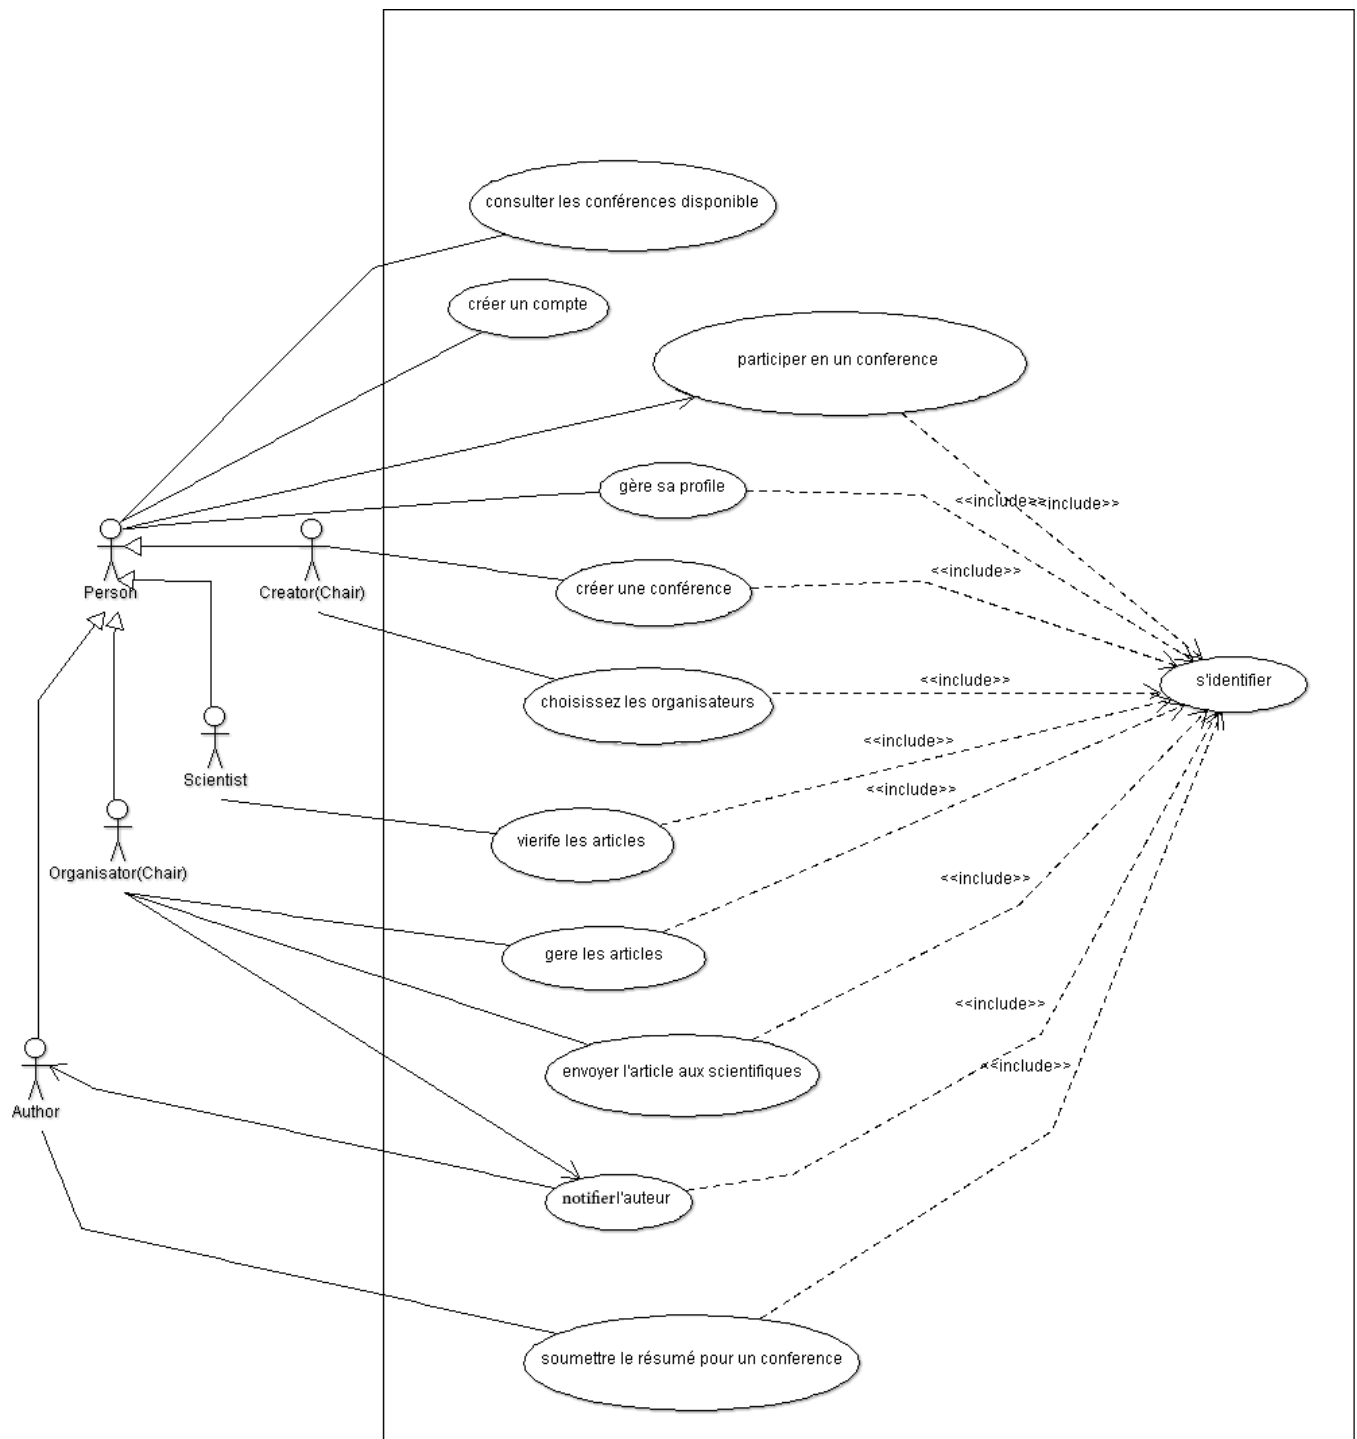 consulter les conférences disponible
créer un compte
participer en un conference
gère sa profile
<<include>>
<<include>>
Person
Creator(Chair)
créer une conférence
<<include>>
choisissez les organisateurs
<<include>>
s'identifier
Scientist
<<include>>
vierife les articles
<<include>>
Organisator(Chair)
<<include>>
gere les articles
<<include>>
envoyer l'article aux scientifiques
<<include>>
Author
notifier l'auteur
soumettre le résumé pour un conference